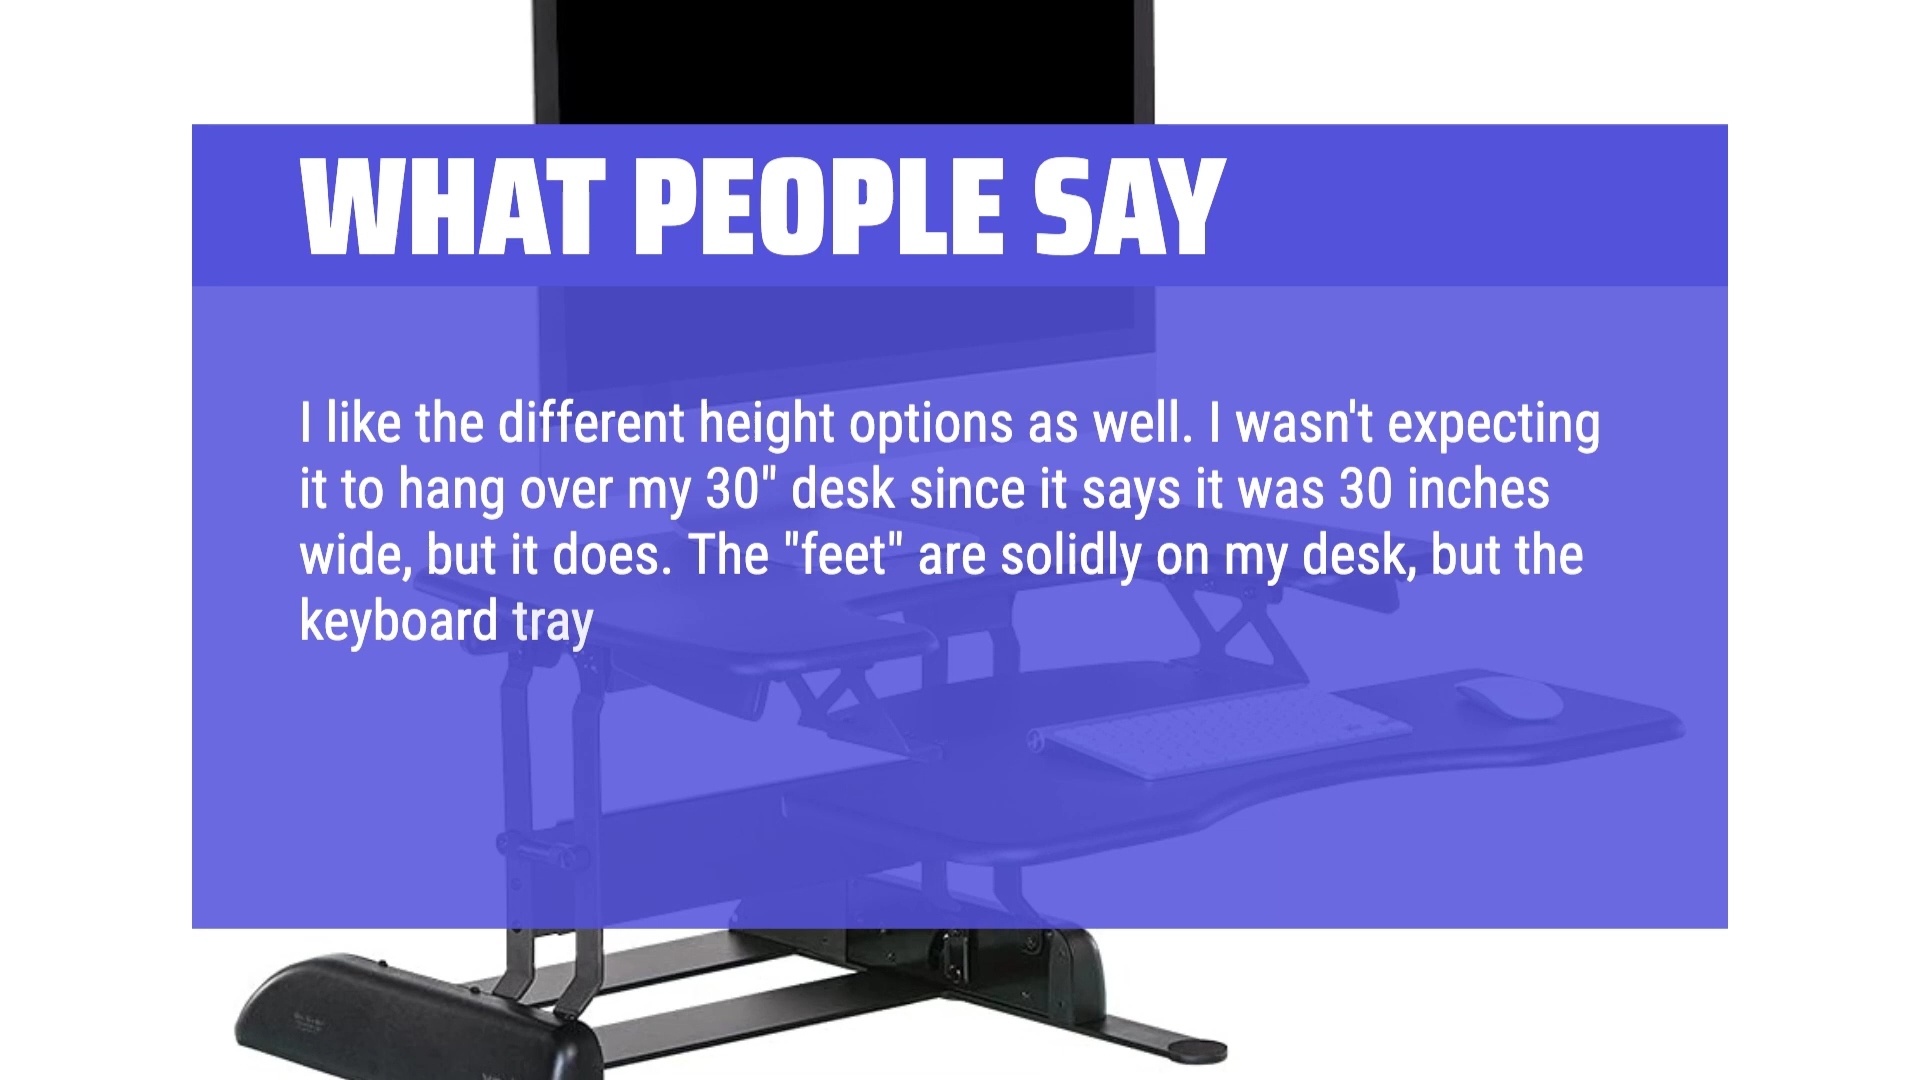 WHAT PEOPLE SAY
I like the different height options as well. I wasn't expecting
it to hang over my 30" desk since it says it was 30 inches
wide, but it does. The "feet" are solidly on my desk, but the
keyboard tray